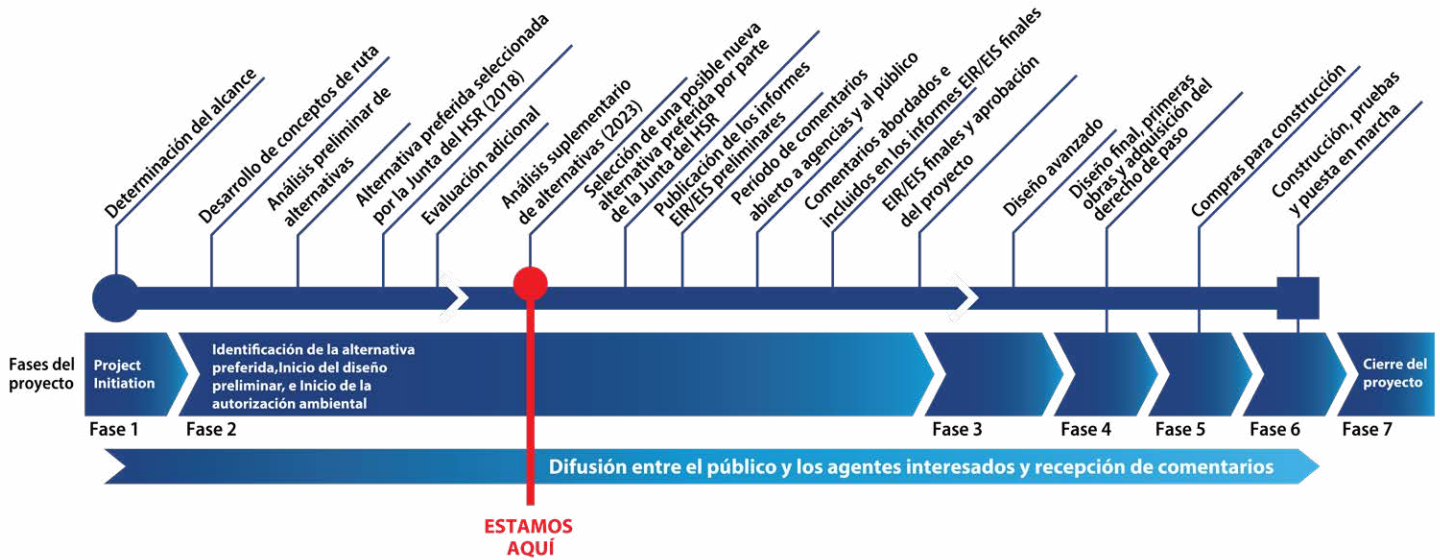 Determinación del alcance
Desarrollo de conceptos de ruta
Análisis preliminar de
alternativas
Alternativa preferida seleccionada
por la Junta del HSR (2018)
Evaluación adicional
Análisis suplementario
de alternativas (2023)
Selección de una posible nueva
alternativa preferida por parte
de la Junta del HSR
Publicación de los informes
EIR/EIS preliminares
Período de comentarios
abierto a agencias y al público
Comentarios abordados e
incluidos en los informes EIR/EIS finales
EIR/EIS finales y aprobación
del proyecto
Diseño avanzado
Diseño final, primeras
obras y adquisición del
derecho de paso
Compras para construcción
Construcción, pruebas
y puesta en marcha
Fases del
proyecto
Project
Initiation
Identificación de la alternativa
preferida,Inicio del diseño
preliminar, e Inicio de la
autorización ambiental
Cierre del
proyecto
Fase 1
Fase 2
Fase 3
Fase 4
Fase 5
Fase 6
Fase 7
Difusión entre el público y los agentes interesados y recepción de comentarios
ESTAMOS
AQUÍ